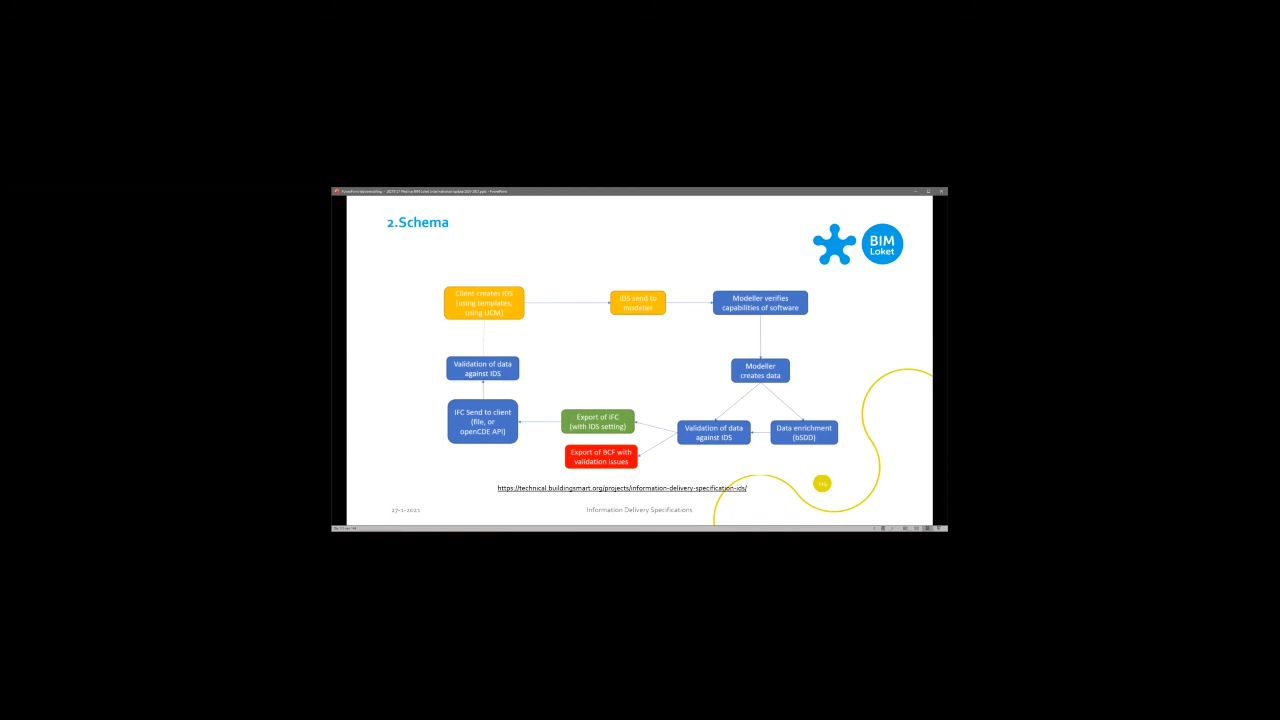 2.Schema
BIM
Loket
Client creates IDS
(using templates,
using UCM)
IDS send to
modeller
Modeller verifies
capabilities of software
Validation of data
against IDS
Modeller
creates data
IFC Send to client
(file, or
openCDE API)
Export of IFC
(with IDS setting)
Validation of data
against IDS
Data enrichment
(bSDD)
Export of BCF with
validation issues
https://technical.buildingsmart.org/projects/information-delivery-specification-ids/
27-1-2021
Information Delivery Specifications